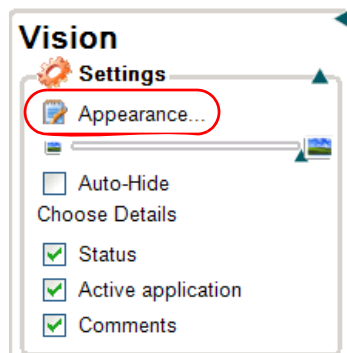 Vision
Settings
Appearance...
Auto-Hide
Choose Details
Status
Active application
Comments